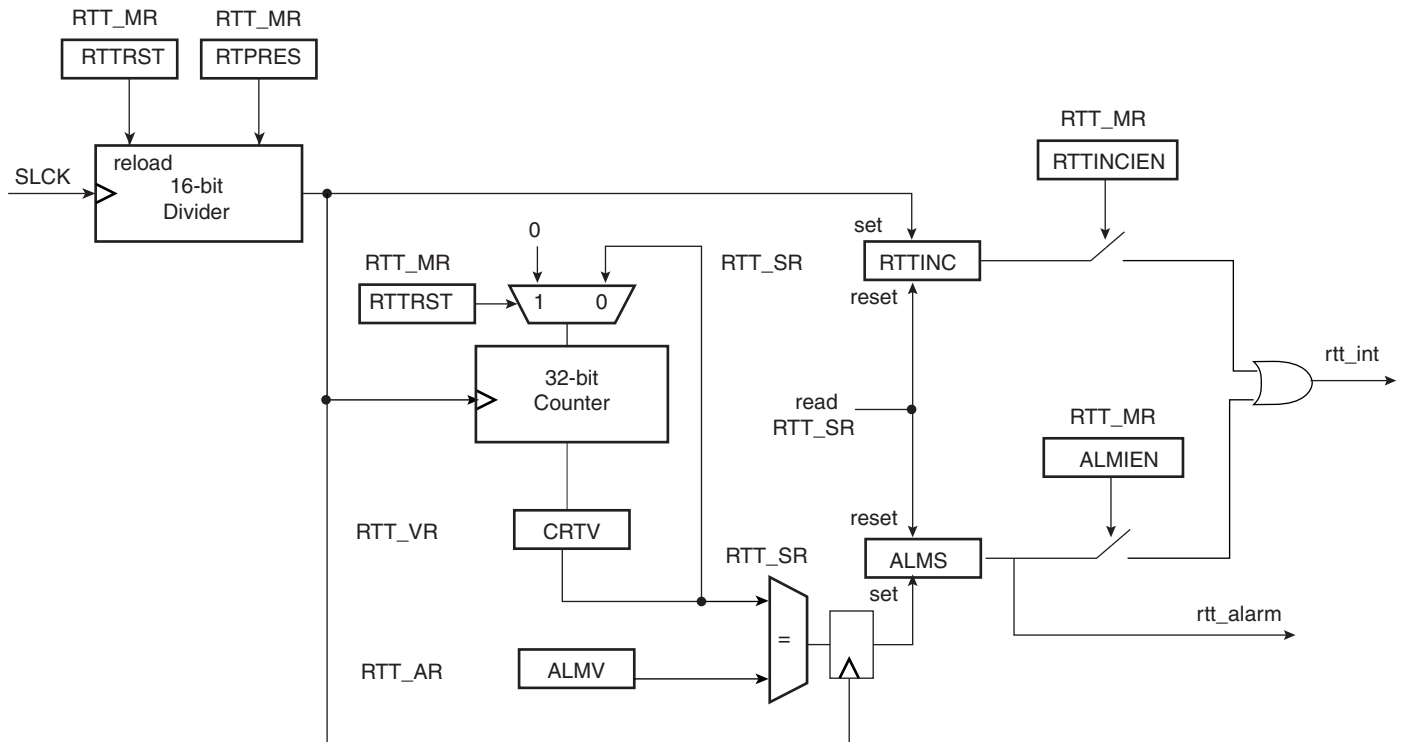 RTT_MR
RTT_MR
RTTRST
RTPRES
reload
16-bit
Divider
SLCK
RTT_MR
RTTINCIEN
0
set
RTTINC
reset
RTT_SR
RTT_MR
RTTRST
1 0
32-bit
Counter
read
RTT_SR
rtt_int
RTT_MR
ALMIEN
reset
ALMS
set
RTT_VR
CRTV
RTT_SR
=
rtt_alarm
RTT_AR
ALMV